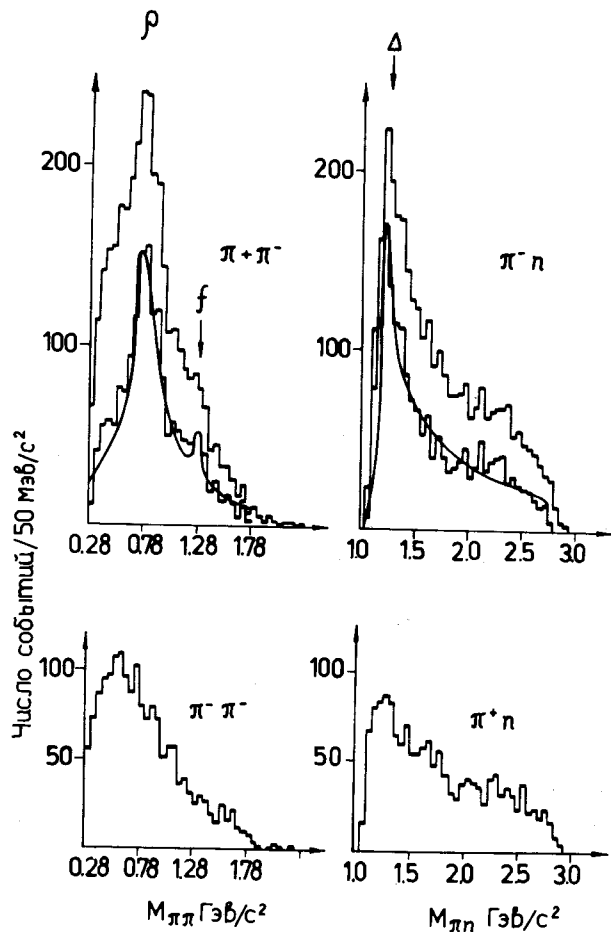 ρ
Δ
200
200
π + π⁻
π⁻ n
f
100
100
0.28 0.78 1.28 1.78
1.0 1.5 2.0 2.5 3.0
Число событий/50 Мэв/с²
100
100
π⁻ π⁻
π⁺ n
50
50
0.28 0.78 1.28 1.78
1.0 1.5 2.0 2.5 3.0
Mππ Гэв/с²
Mπn Гэв/с²